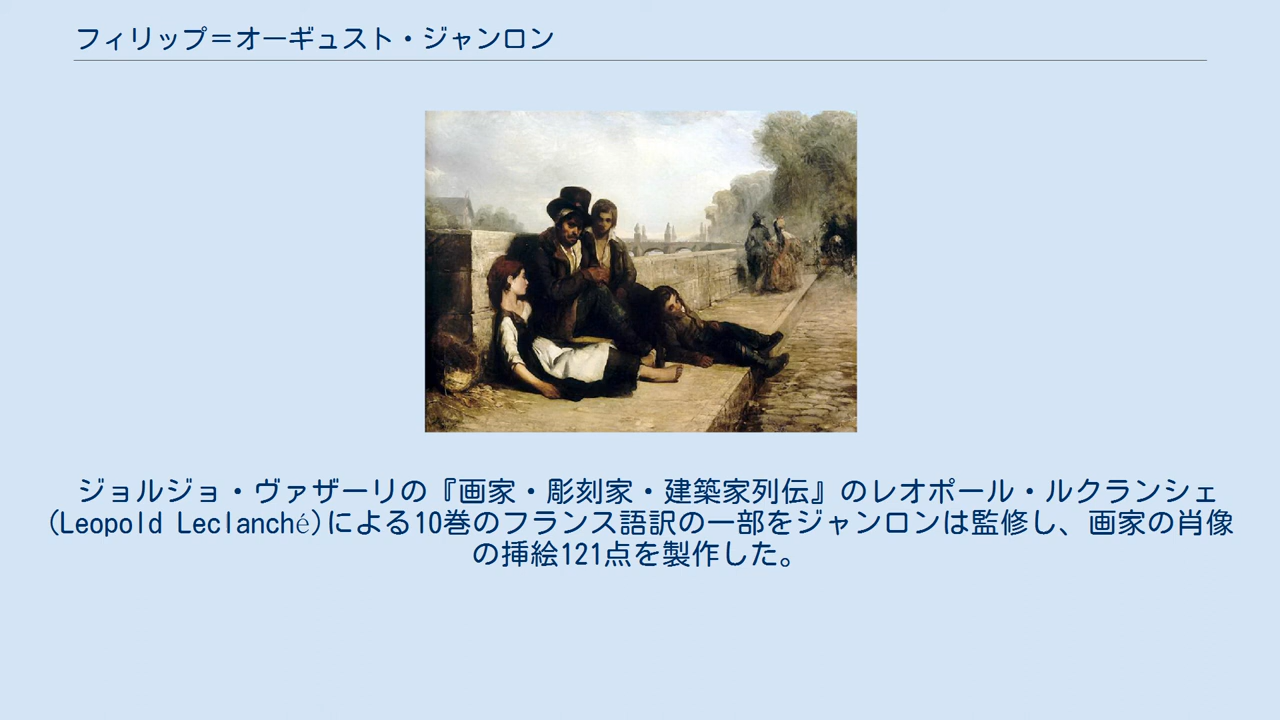 フィリップ＝オーギュスト・ジャンロン
ジョルジョ・ヴァザーリの『画家・彫刻家・建築家列伝』のレオポール・ルクランシェ
(Leopold Leclanché)による10巻のフランス語訳の一部をジャンロンは監修し、画家の肖像
の挿絵121点を製作した。